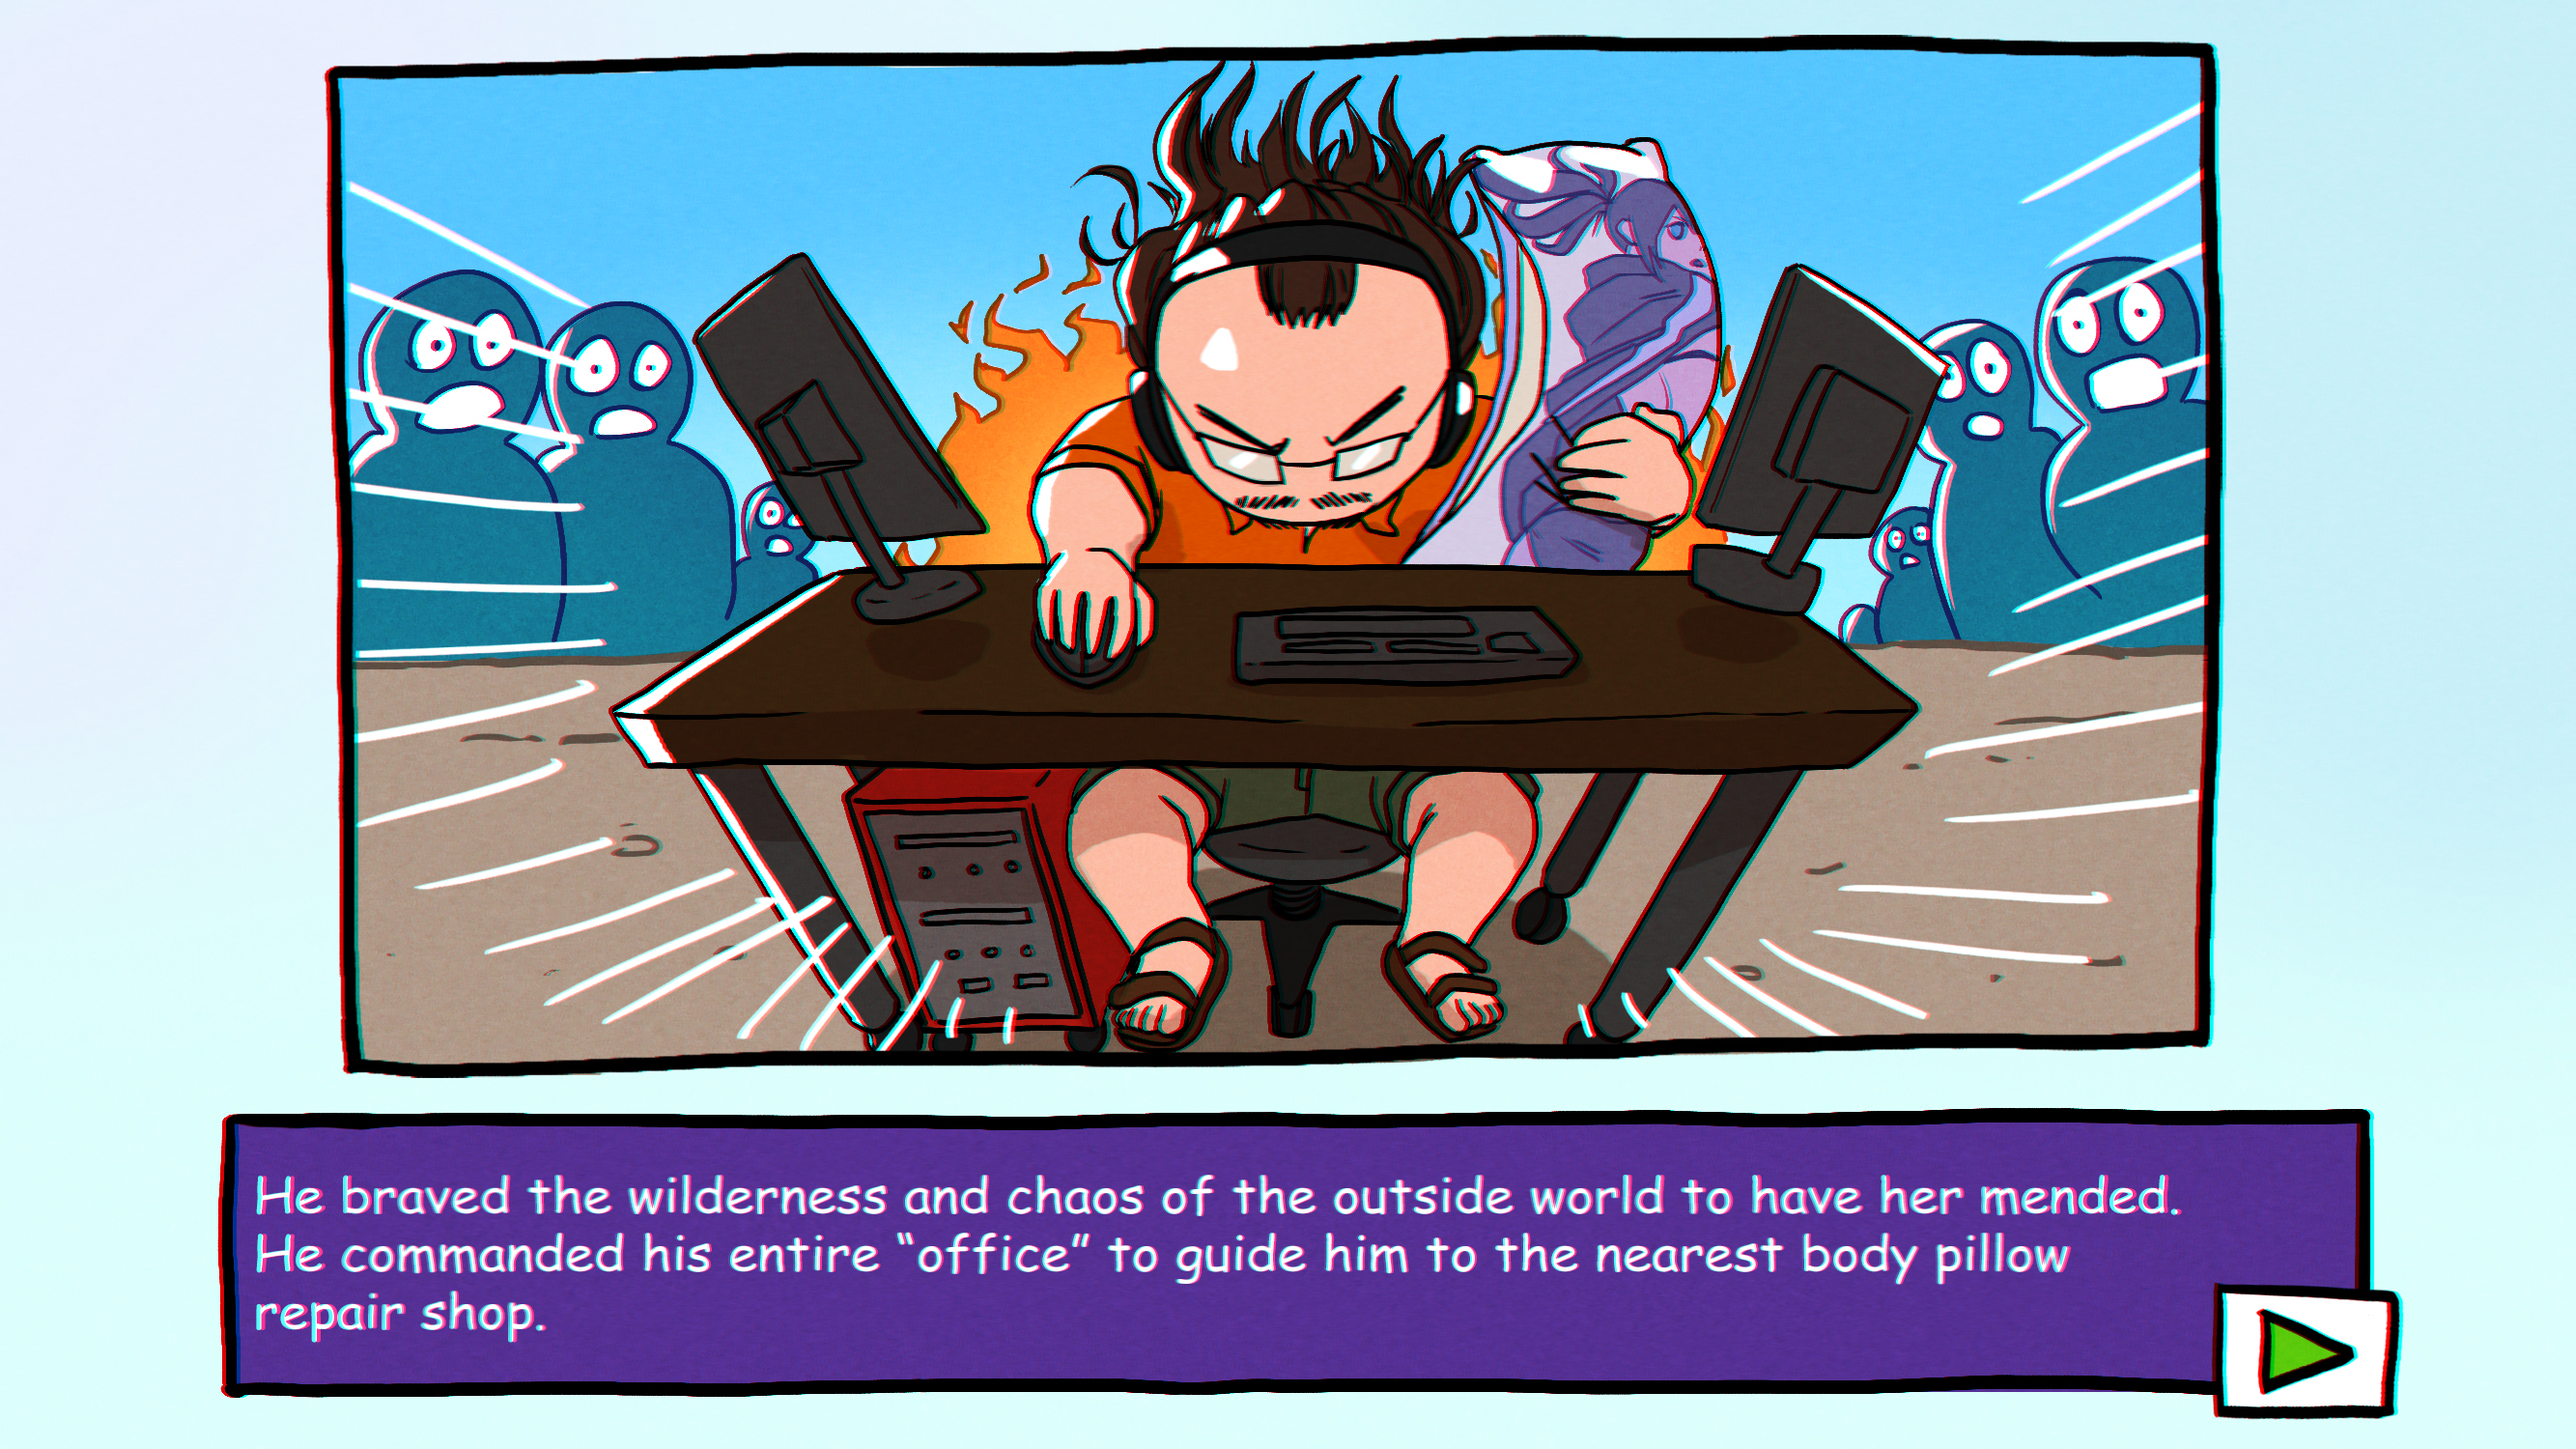 He braved the wilderness and chaos of the outside world to have her mended.
He commanded his entire “office” to guide him to the nearest body pillow
repair shop.